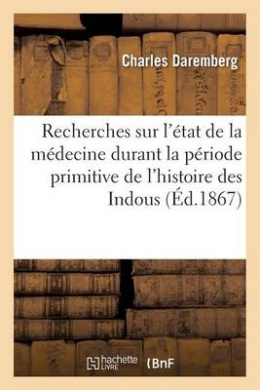 Charles Daremberg
Recherches sur l'état de la
médecine durant la période
primitive de l'histoire des
Indous (Éd.1867)
hachette
LIVRE
{BnF